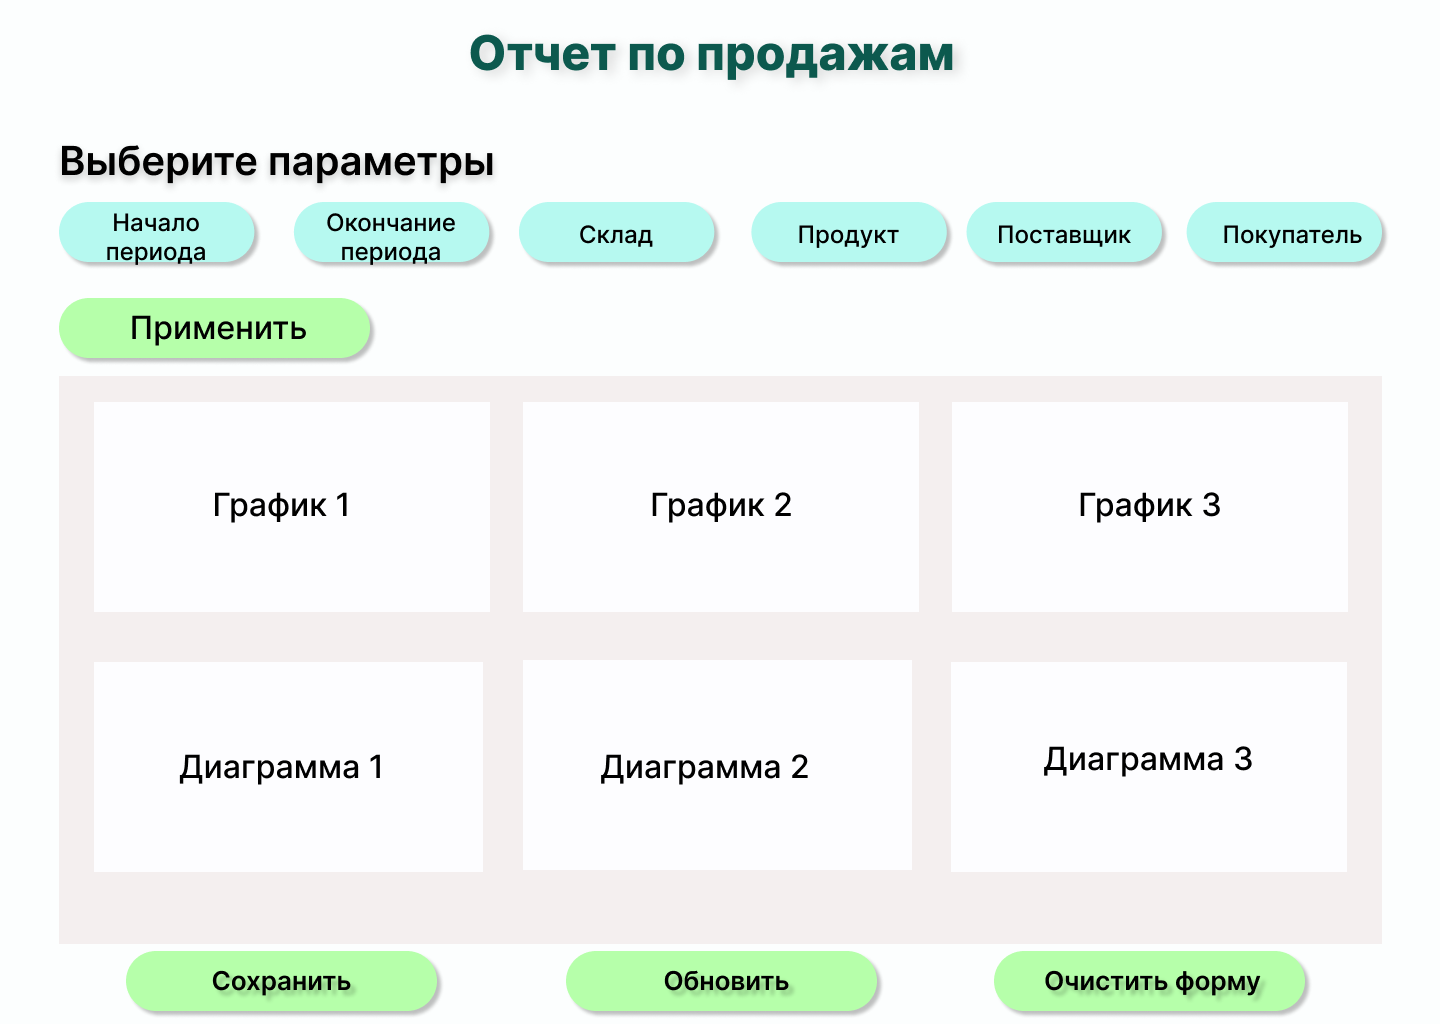 Отчет по продажам
Выберите параметры
Начало
периода
Окончание
периода
Склад
Продукт
Поставщик
Покупатель
Применить
График 1
График 2
График 3
Диаграмма 1
Диаграмма 2
Диаграмма 3
Сохранить
Обновить
Очистить форму